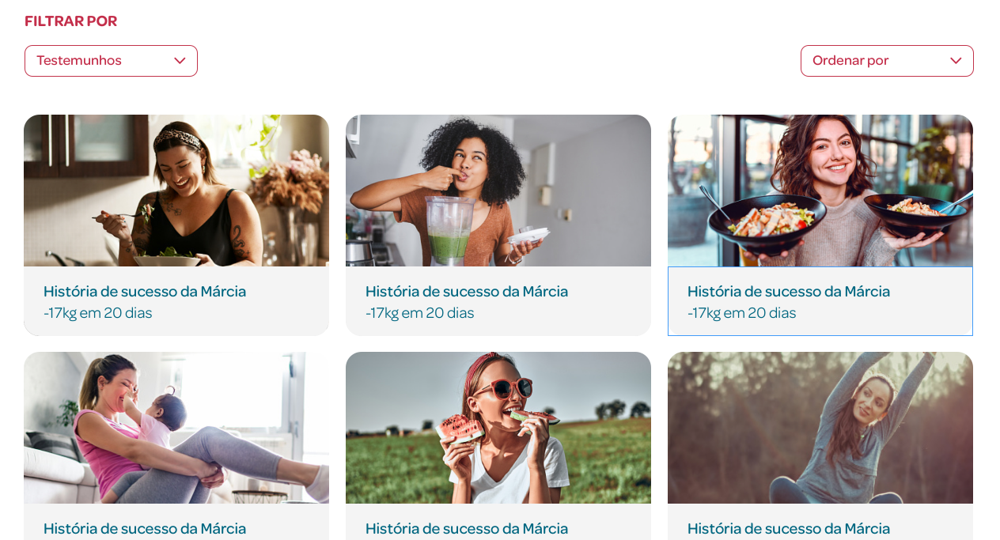 FILTRAR POR
Testemunhos
Ordenar por
História de sucesso da Márcia
-17kg em 20 dias
História de sucesso da Márcia
-17kg em 20 dias
História de sucesso da Márcia
-17kg em 20 dias
História de sucesso da Márcia
História de sucesso da Márcia
História de sucesso da Márcia